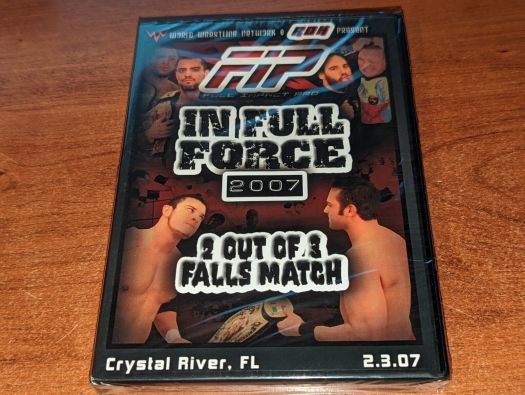 WORLD WRESTLING NETWORK & ROH PRESENT
FIP
FULL IMPACT PRO
IN FULL
FORCE
2007
2 OUT OF 3
FALLS MATCH
Crystal River, FL 2.3.07